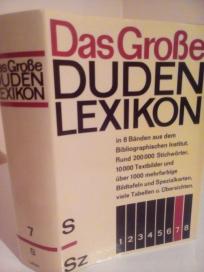 Das Große
DUDEN
LEXIKON
in 8 Bänden aus dem
Bibliographischen Institut.
Rund 200 000 Stichwörter,
10 000 Textbilder und
über 1000 mehrfarbige
Bildtafeln und Spezialkarten,
viele Tabellen u. Übersichten.
S
Sz
1 2 3 4 5 6 7 8
Das Große
DUDEN
LEXIKON
7
S